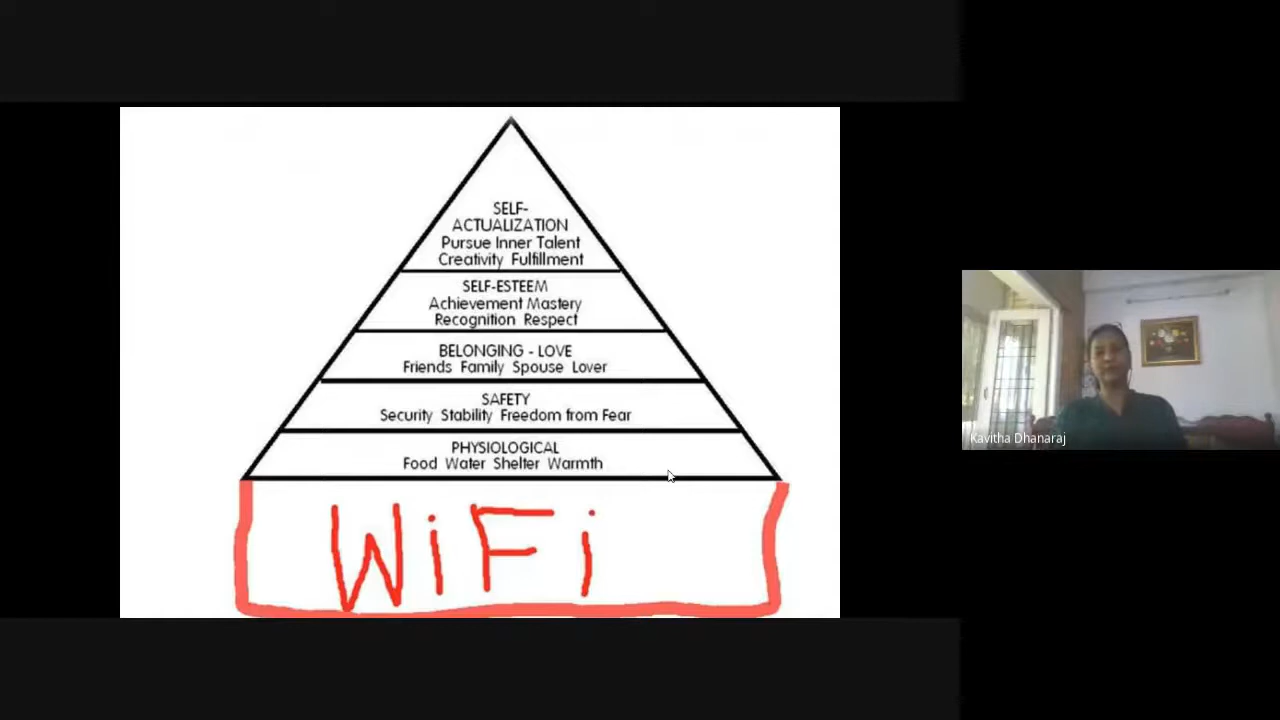 SELF-
ACTUALIZATION
Pursue Inner Talent
Creativity Fulfillment
SELF-ESTEEM
Achievement Mastery
Recognition Respect
BELONGING - LOVE
Friends Family Spouse Lover
SAFETY
Security Stability Freedom from Fear
PHYSIOLOGICAL
Food Water Shelter Warmth
WiFi
Kavitha Dhanaraj